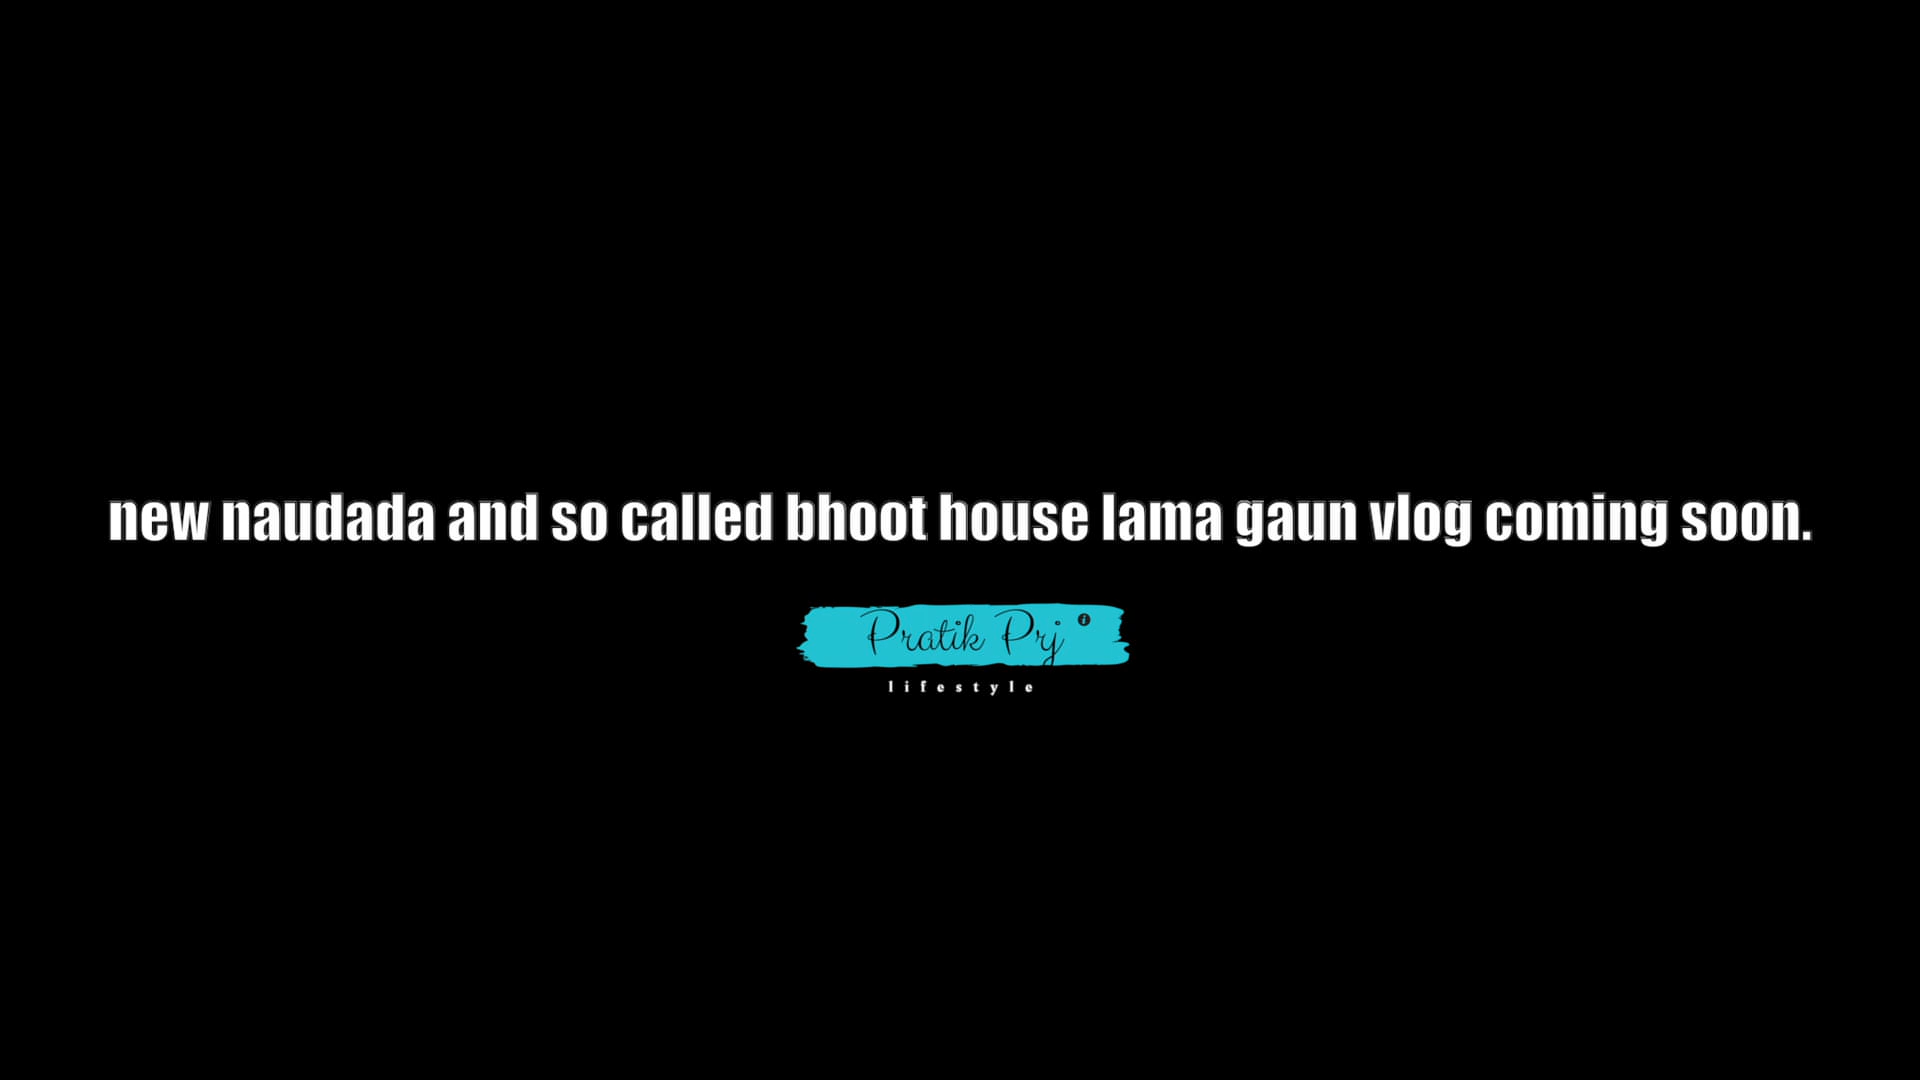 new naudada and so called bhoot house lama gaun vlog coming soon.
Pratik Prj i
lifestyle